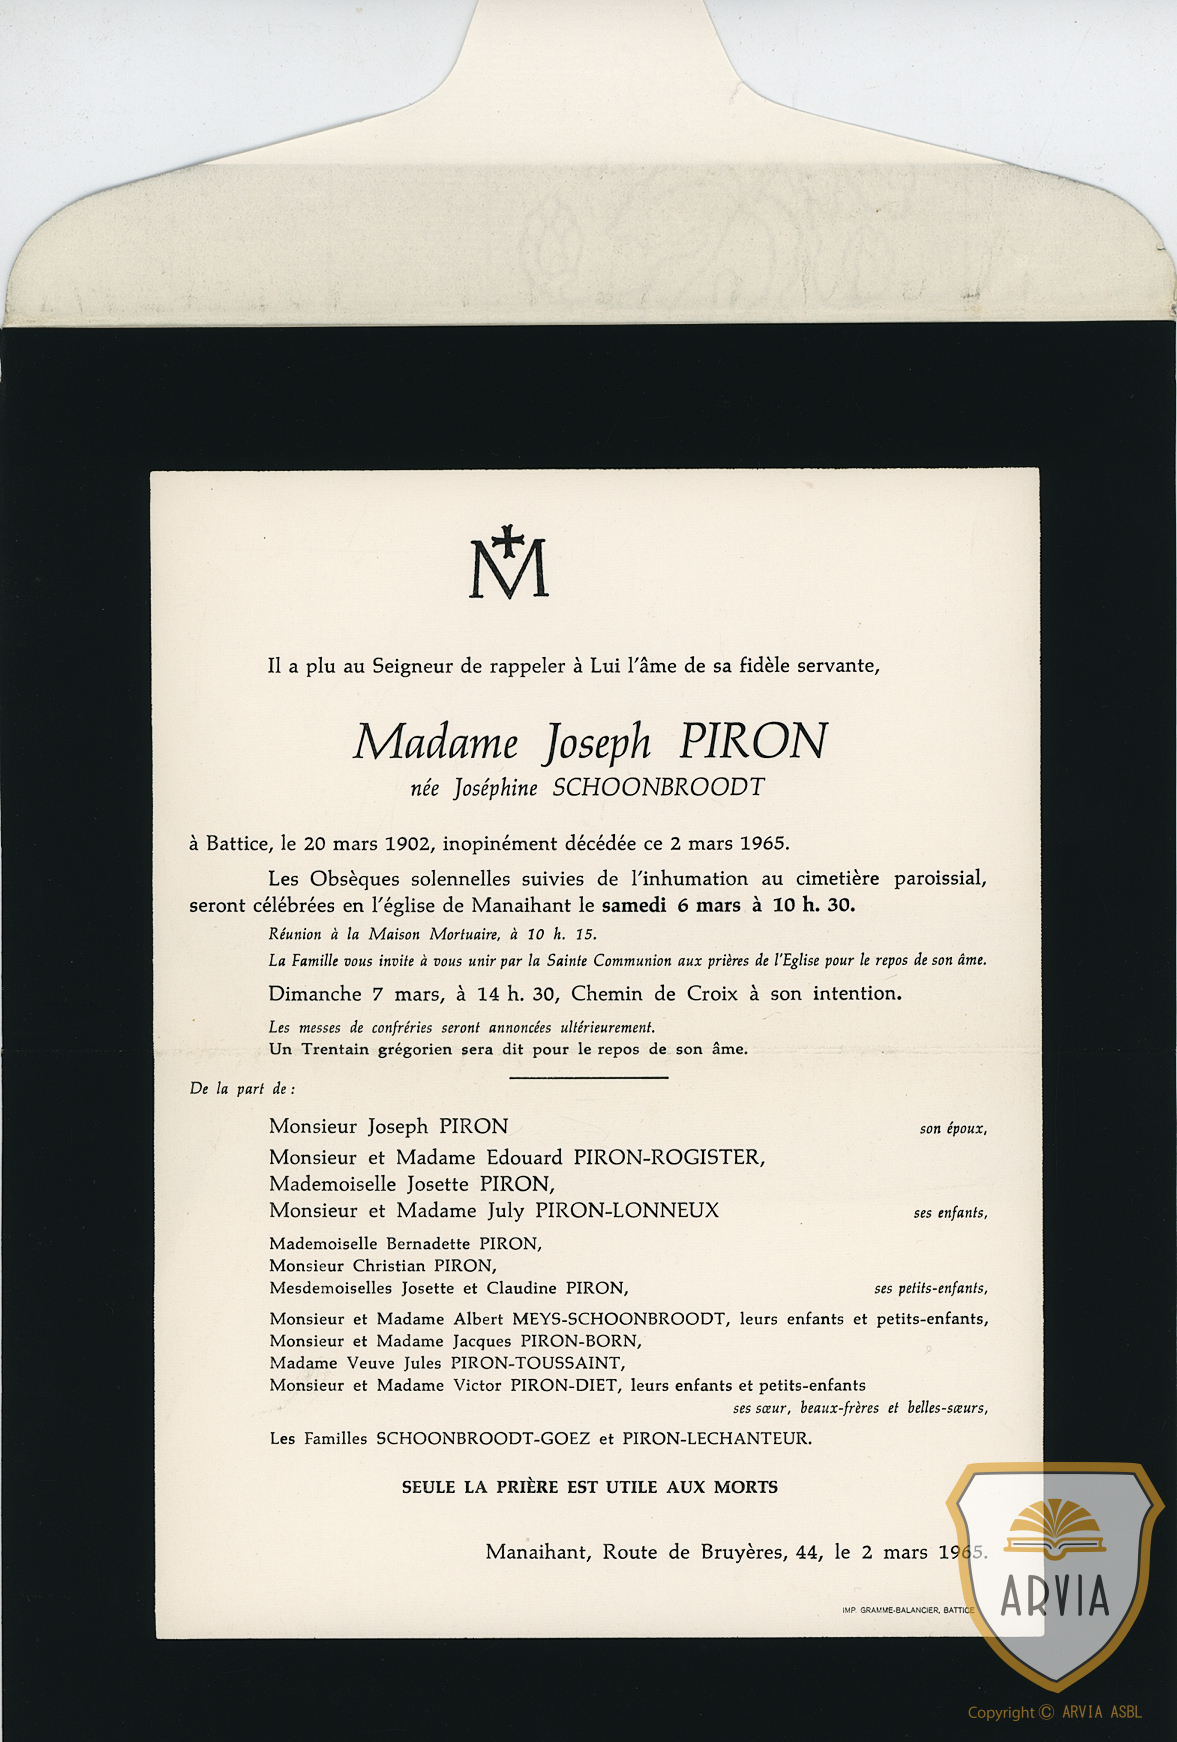 M
Il a plu au Seigneur de rappeler à Lui l'âme de sa fidèle servante,
Madame Joseph PIRON
née Joséphine SCHOONBROODT
à Battice, le 20 mars 1902, inopinément décédée ce 2 mars 1965.
Les Obsèques solennelles suivies de l'inhumation au cimetière paroissial,
seront célébrées en l'église de Manaihant le samedi 6 mars à 10 h. 30.
Réunion à la Maison Mortuaire, à 10 h. 15.
La Famille vous invite à vous unir par la Sainte Communion aux prières de l'Eglise pour le repos de son âme.
Dimanche 7 mars, à 14 h. 30, Chemin de Croix à son intention.
Les messes de confréries seront annoncées ultérieurement.
Un Trentain grégorien sera dit pour le repos de son âme.
De la part de :
Monsieur Joseph PIRON son époux,
Monsieur et Madame Edouard PIRON-ROGISTER,
Mademoiselle Josette PIRON,
Monsieur et Madame July PIRON-LONNEUX ses enfants,
Mademoiselle Bernadette PIRON,
Monsieur Christian PIRON,
Mesdemoiselles Josette et Claudine PIRON, ses petits-enfants,
Monsieur et Madame Albert MEYS-SCHOONBROODT, leurs enfants et petits-enfants,
Monsieur et Madame Jacques PIRON-BORN,
Madame Veuve Jules PIRON-TOUSSAINT,
Monsieur et Madame Victor PIRON-DIET, leurs enfants et petits-enfants
ses sœur, beaux-frères et belles-sœurs,
Les Familles SCHOONBROODT-GOEZ et PIRON-LECHANTEUR.
SEULE LA PRIÈRE EST UTILE AUX MORTS
Manaihant, Route de Bruyères, 44, le 2 mars 1965.
IMP. GRAMME-BALANCIER, BATTICE
ARVIA
Copyright © ARVIA ASBL